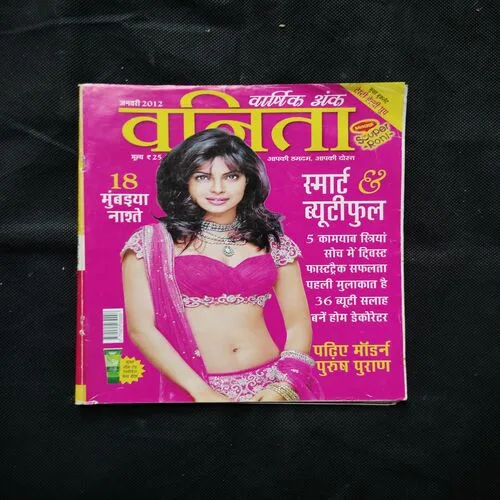 जनवरी 2012
वार्षिक अंक
वनिता
मूल्य ₹ 25
आपकी हमदम, आपकी दोस्त
Souper
18
मुंबइया
नाश्ते
स्मार्ट &
ब्यूटीफुल
5 कामयाब स्त्रियां
सोच में ट्विस्ट
फास्टट्रैक सफलता
पहली मुलाकात है
36 ब्यूटी सलाह
बनें होम डेकोरेटर
पढ़िए मॉडर्न
पुरुष पुराण